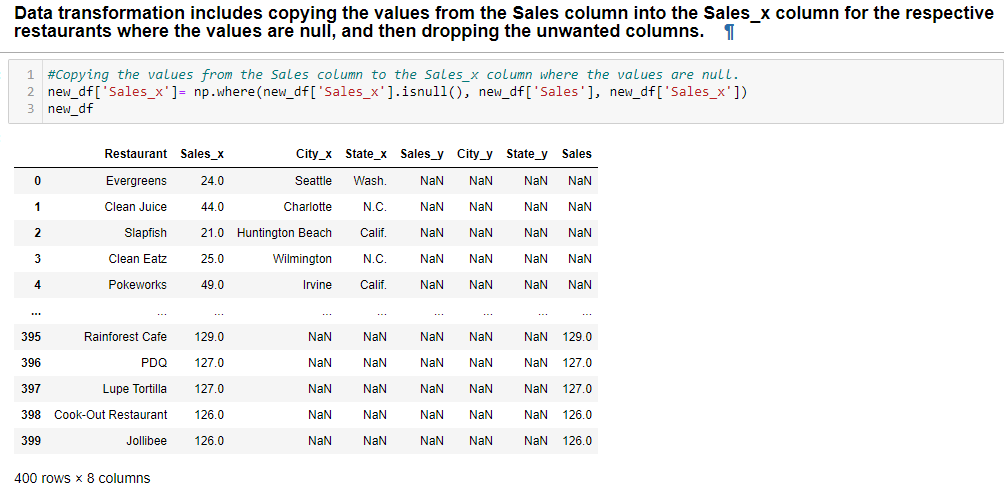 Data transformation includes copying the values from the Sales column into the Sales_x column for the respective
restaurants where the values are null, and then dropping the unwanted columns. ¶
1 #Copying the values from the Sales column to the Sales_x column where the values are null.
2 new_df['Sales_x']= np.where(new_df['Sales_x'].isnull(), new_df['Sales'], new_df['Sales_x'])
3 new_df
Restaurant Sales_x City_x State_x Sales_y City_y State_y Sales
0 Evergreens 24.0 Seattle Wash. NaN NaN NaN NaN
1 Clean Juice 44.0 Charlotte N.C. NaN NaN NaN NaN
2 Slapfish 21.0 Huntington Beach Calif. NaN NaN NaN NaN
3 Clean Eatz 25.0 Wilmington N.C. NaN NaN NaN NaN
4 Pokeworks 49.0 Irvine Calif. NaN NaN NaN NaN
... ... ... ... ... ... ... ... ...
395 Rainforest Cafe 129.0 NaN NaN NaN NaN NaN 129.0
396 PDQ 127.0 NaN NaN NaN NaN NaN 127.0
397 Lupe Tortilla 127.0 NaN NaN NaN NaN NaN 127.0
398 Cook-Out Restaurant 126.0 NaN NaN NaN NaN NaN 126.0
399 Jollibee 126.0 NaN NaN NaN NaN NaN 126.0
400 rows × 8 columns